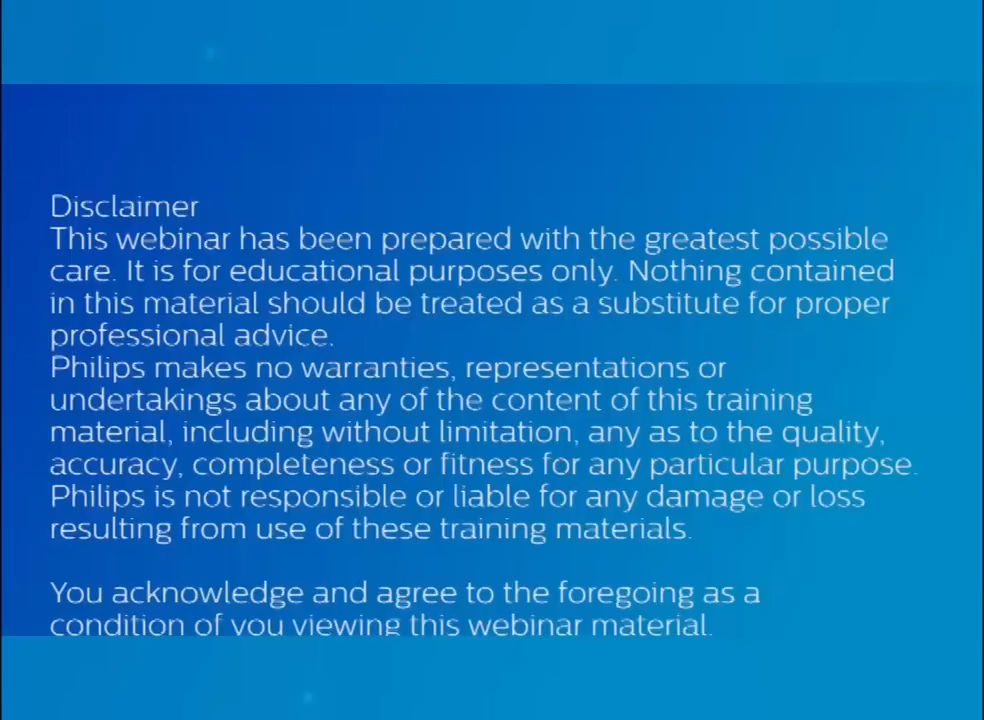 Disclaimer
This webinar has been prepared with the greatest possible
care. It is for educational purposes only. Nothing contained
in this material should be treated as a substitute for proper
professional advice.
Philips makes no warranties, representations or
undertakings about any of the content of this training
material, including without limitation, any as to the quality,
accuracy, completeness or fitness for any particular purpose.
Philips is not responsible or liable for any damage or loss
resulting from use of these training materials.
You acknowledge and agree to the foregoing as a
condition of you viewing this webinar material.